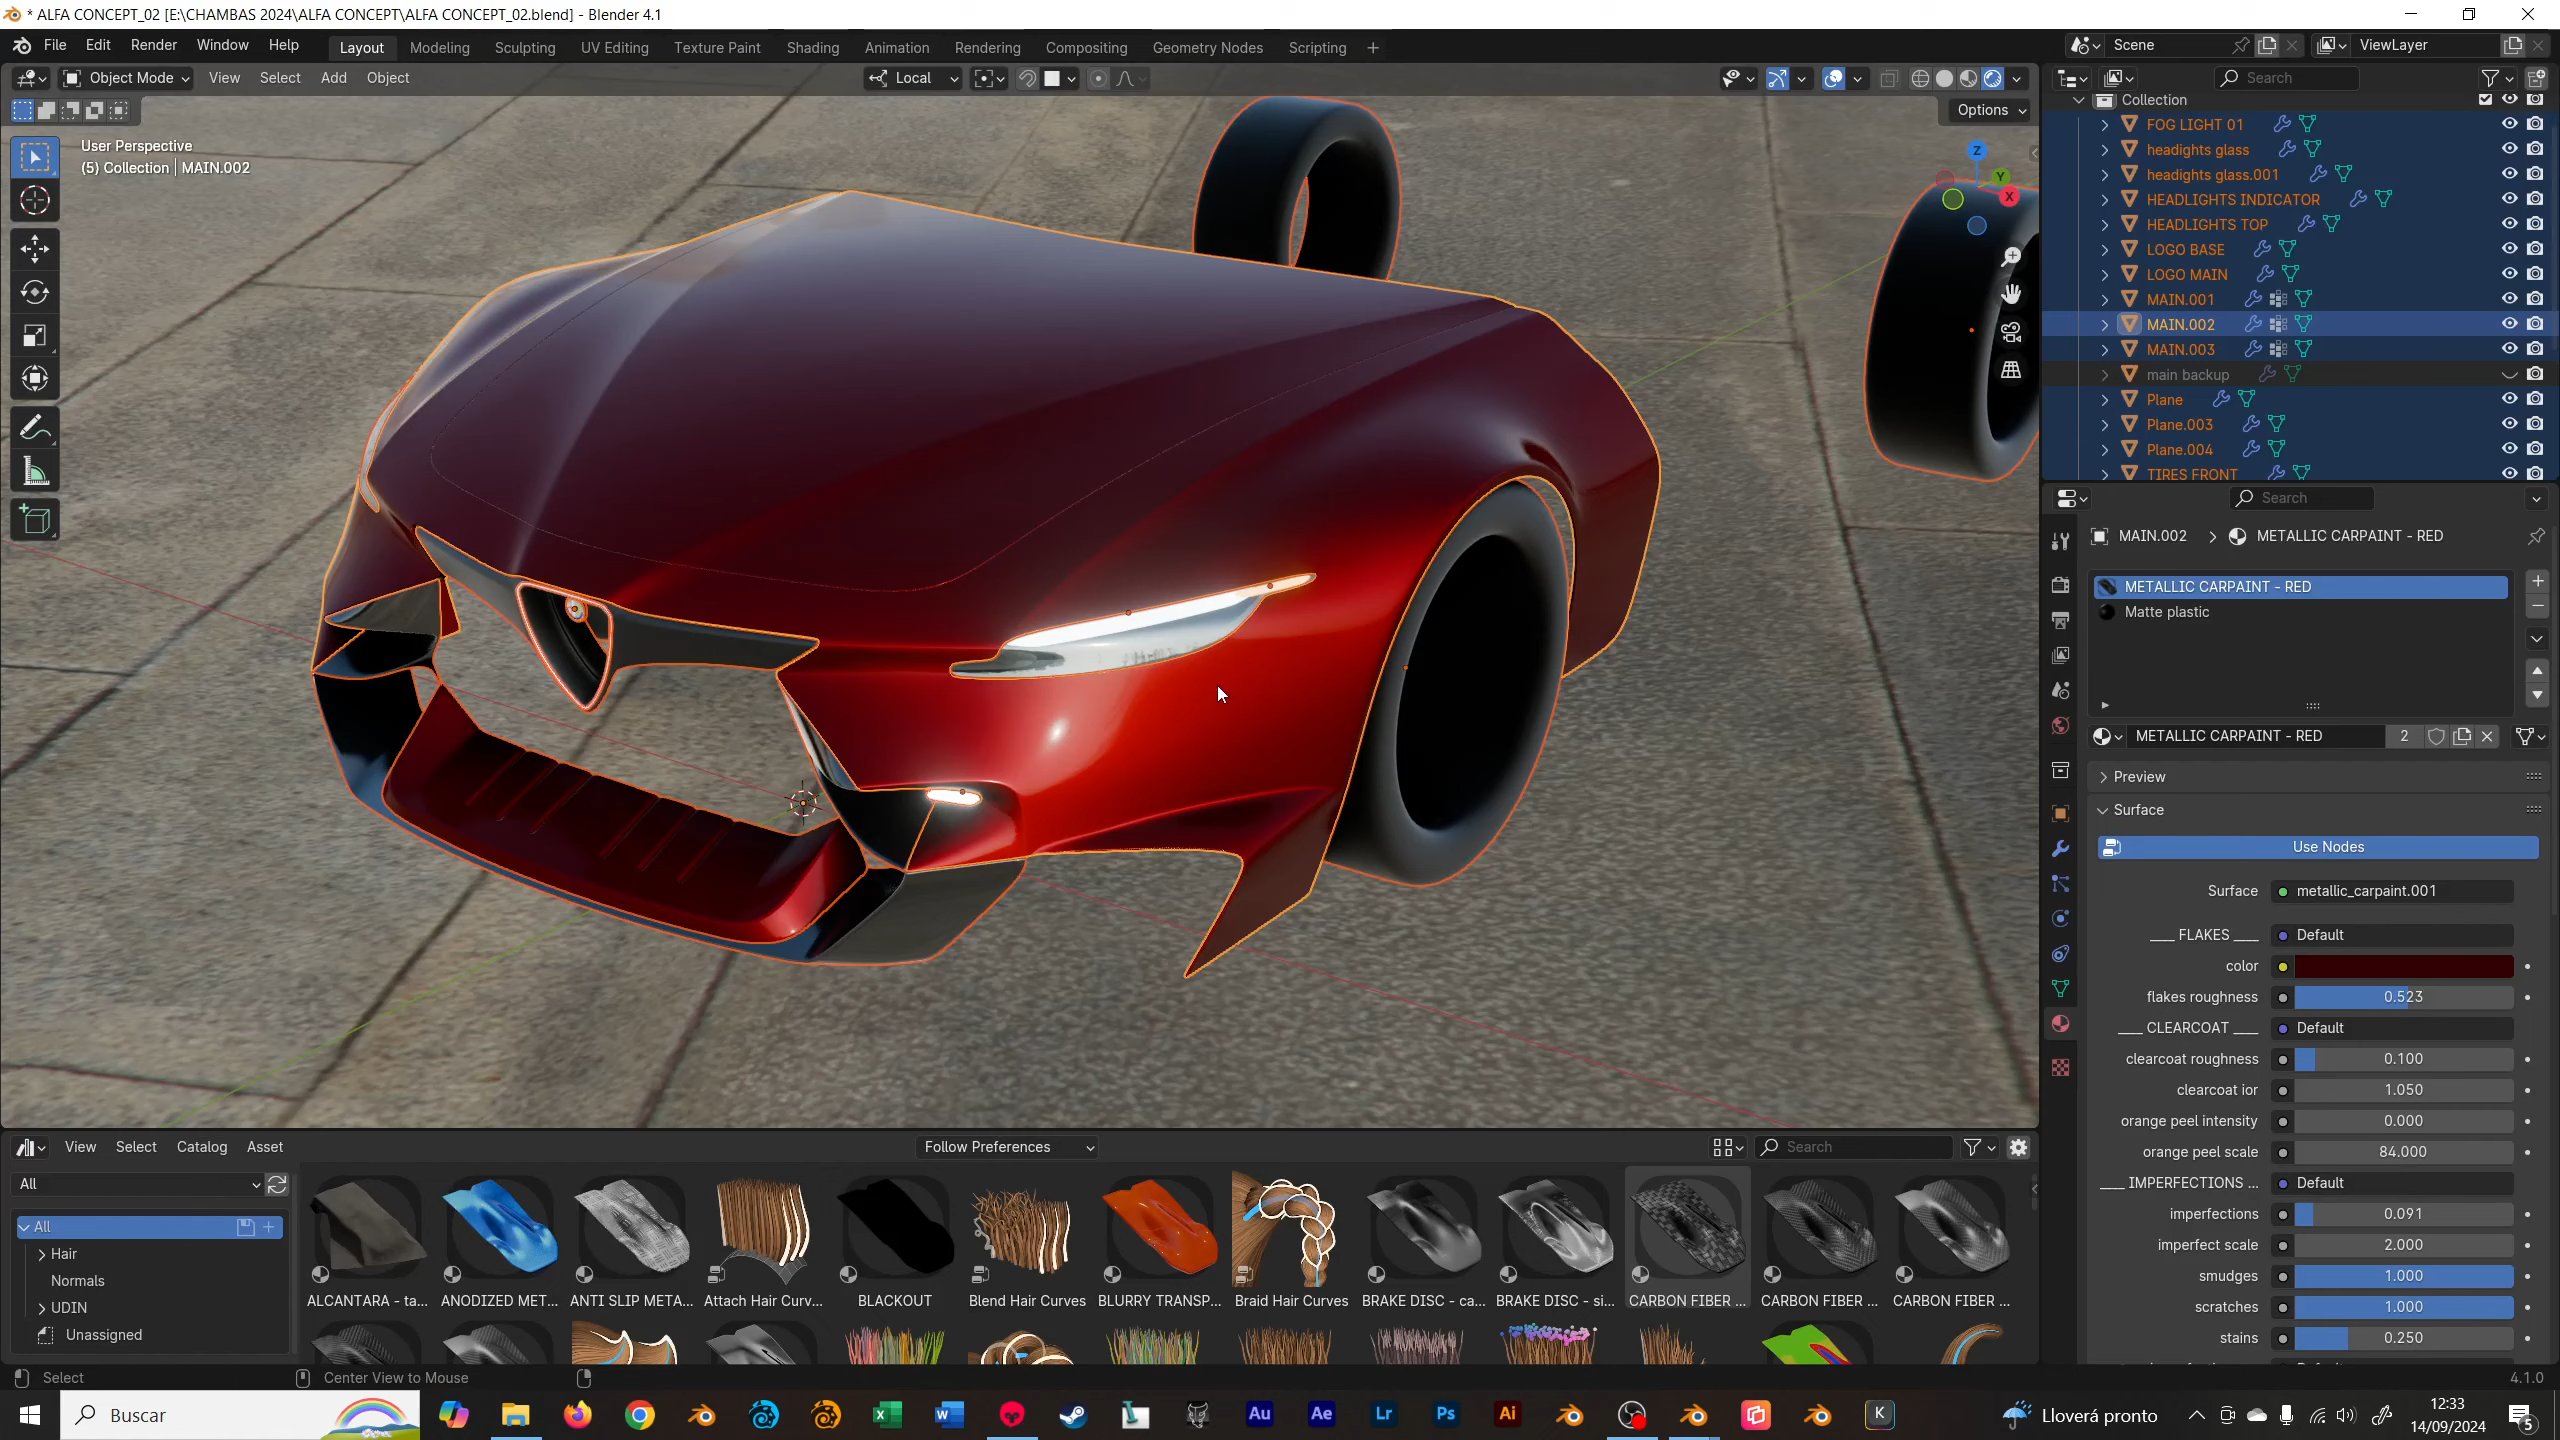 * ALFA CONCEPT_02 [E:\CHAMBAS 2024\ALFA CONCEPT\ALFA CONCEPT_02.blend] - Blender 4.1
File Edit Render Window Help Layout Modeling Sculpting UV Editing Texture Paint Shading Animation Rendering Compositing Geometry Nodes Scripting + Scene ViewLayer
Object Mode View Select Add Object Local Search
Options
User Perspective
(5) Collection | MAIN.002
Z
Y
X
Collection
FOG LIGHT 01
headights glass
headights glass.001
HEADLIGHTS INDICATOR
HEADLIGHTS TOP
LOGO BASE
LOGO MAIN
MAIN.001
MAIN.002
MAIN.003
main backup
Plane
Plane.003
Plane.004
TIRES FRONT
Search
MAIN.002 > METALLIC CARPAINT - RED
METALLIC CARPAINT - RED
Matte plastic
METALLIC CARPAINT - RED 2
Preview
Surface
Use Nodes
Surface metallic_carpaint.001
___ FLAKES ___ Default
color
flakes roughness 0.523
___ CLEARCOAT ___ Default
clearcoat roughness 0.100
clearcoat ior 1.050
orange peel intensity 0.000
orange peel scale 84.000
___ IMPERFECTIONS ... Default
imperfections 0.091
imperfect scale 2.000
smudges 1.000
scratches 1.000
stains 0.250
View Select Catalog Asset Follow Preferences Search
All
All
Hair
Normals
UDIN
Unassigned
ALCANTARA - ta... ANODIZED MET... ANTI SLIP META... Attach Hair Curv... BLACKOUT Blend Hair Curves BLURRY TRANSP... Braid Hair Curves BRAKE DISC - ca... BRAKE DISC - si... CARBON FIBER ... CARBON FIBER ... CARBON FIBER ...
Select Center View to Mouse 4.1.0
Buscar Au Ae Lr Ps Ai K Lloverá pronto 12:33
14/09/2024 5